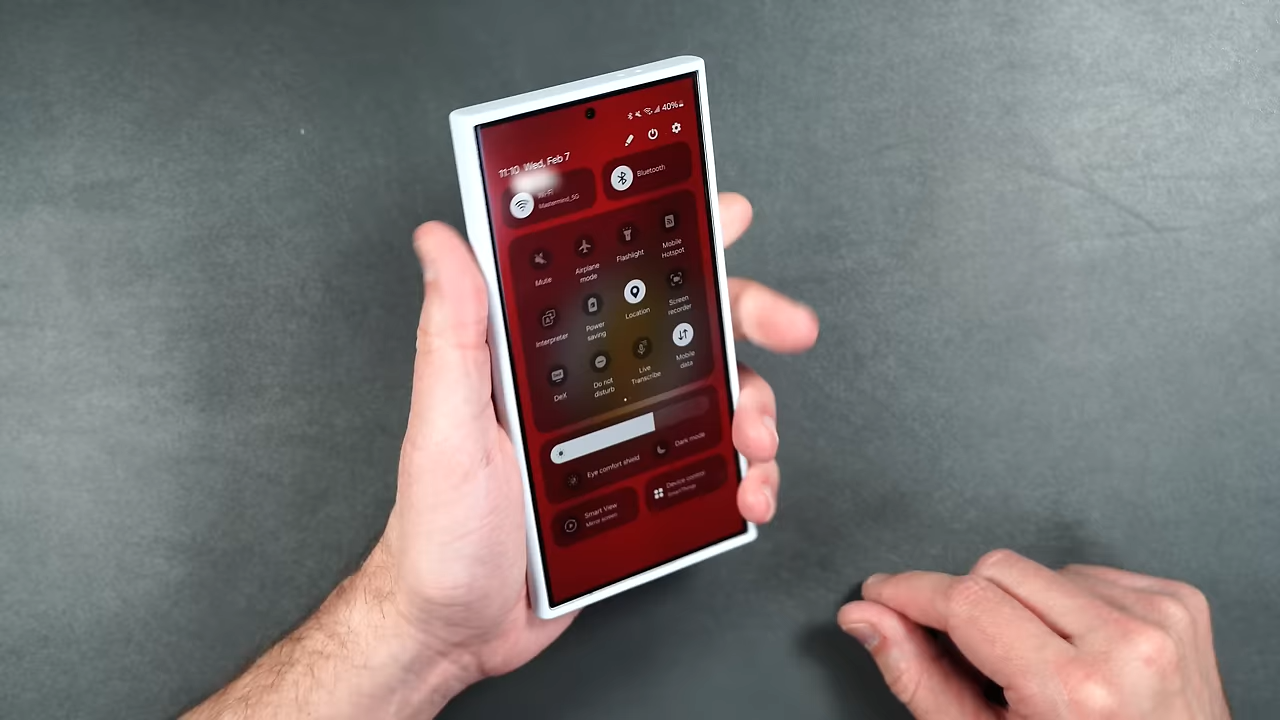 40%
11:10 Wed, Feb 7
Wi-Fi
Mastermind_5G
Bluetooth
Mute
Airplane
mode
Flashlight
Mobile
Hotspot
Interpreter
Power
saving
Location
Screen
recorder
DeX
Do not
disturb
Live
Transcribe
Mobile
data
Eye comfort shield
Dark mode
Smart View
Mirror screen
Device control
SmartThings